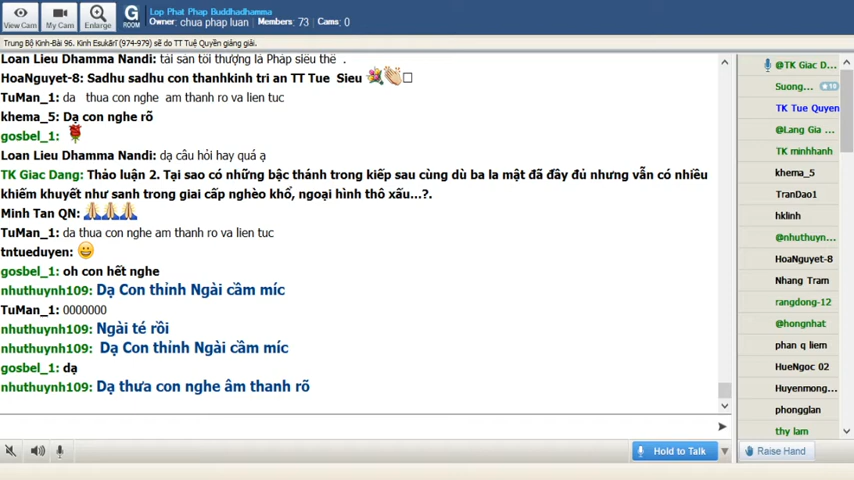 View Cam
My Cam
Enlarge
G ROOM
Lop Phat Phap Buddhadhamma
Owner: chua phap luan Members: 73 Cams: 0
Trung Bộ Kinh-Bài 96. Kinh Esukārī (974-979) sẽ do TT Tuệ Quyền giảng giải.
Loan Lieu Dhamma Nandi: tài sản tối thượng là Pháp siêu thế .
HoaNguyet-8: Sadhu sadhu con thanhkinh tri an TT Tue Sieu
TuMan_1: da thua con nghe am thanh ro va lien tuc
khema_5: Dạ con nghe rõ
gosbel_1:
Loan Lieu Dhamma Nandi: dạ câu hỏi hay quá ạ
TK Giac Dang: Thảo luận 2. Tại sao có những bậc thánh trong kiếp sau cùng dù ba la mật đã đầy đủ nhưng vẫn có nhiều
khiếm khuyết như sanh trong giai cấp nghèo khổ, ngoại hình thô xấu...?.
Minh Tan QN:
TuMan_1: da thua con nghe am thanh ro va lien tuc
tntueduyen:
gosbel_1: oh con hết nghe
nhuthuynh109: Dạ Con thỉnh Ngài cầm míc
TuMan_1: 0000000
nhuthuynh109: Ngài té rồi
nhuthuynh109: Dạ Con thỉnh Ngài cầm míc
gosbel_1: dạ
nhuthuynh109: Dạ thưa con nghe âm thanh rõ
@TK Giac D...
Suong... 10
TK Tue Quyen
@Lang Gia ...
TK minhhanh
khema_5
TranDao1
hklinh
@nhuthuyn...
HoaNguyet-8
Nhang Tram
rangdong-12
@hongnhat
phan q liem
HueNgoc 02
Huyenmong...
phongglan
thy lam
Hold to Talk
Raise Hand